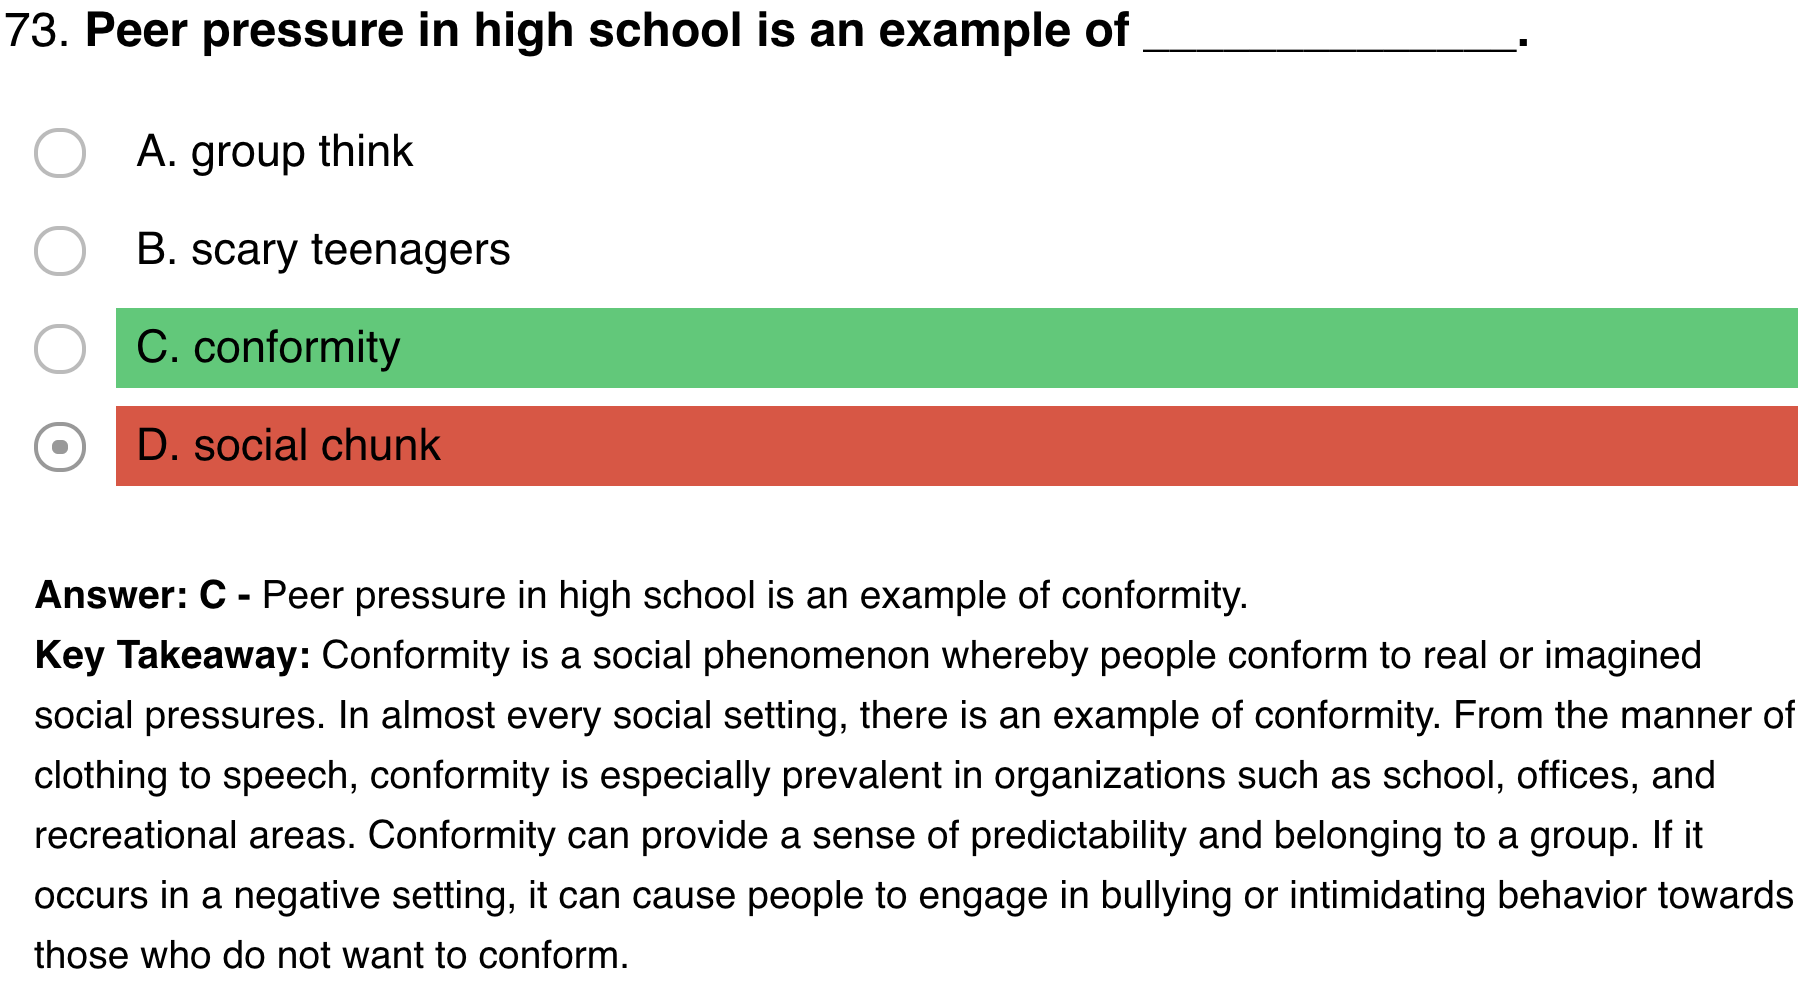 73. Peer pressure in high school is an example of ______________.
A. group think
B. scary teenagers
C. conformity
D. social chunk
Answer: C - Peer pressure in high school is an example of conformity.
Key Takeaway: Conformity is a social phenomenon whereby people conform to real or imagined
social pressures. In almost every social setting, there is an example of conformity. From the manner of
clothing to speech, conformity is especially prevalent in organizations such as school, offices, and
recreational areas. Conformity can provide a sense of predictability and belonging to a group. If it
occurs in a negative setting, it can cause people to engage in bullying or intimidating behavior towards
those who do not want to conform.